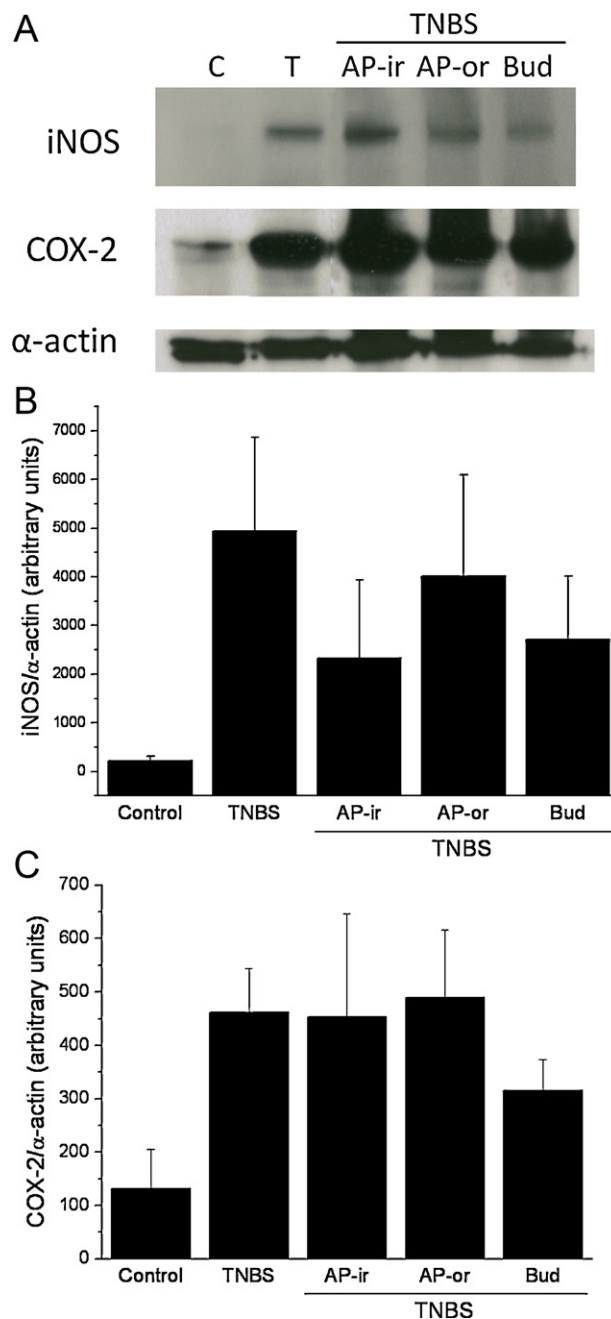 A
TNBS
C T AP-ir AP-or Bud
iNOS
COX-2
α-actin
B
iNOS/α-actin (arbitrary units)
7000
6000
5000
4000
3000
2000
1000
0
Control TNBS AP-ir AP-or Bud
TNBS
C
COX-2/α-actin (arbitrary units)
700
600
500
400
300
200
100
0
Control TNBS AP-ir AP-or Bud
TNBS